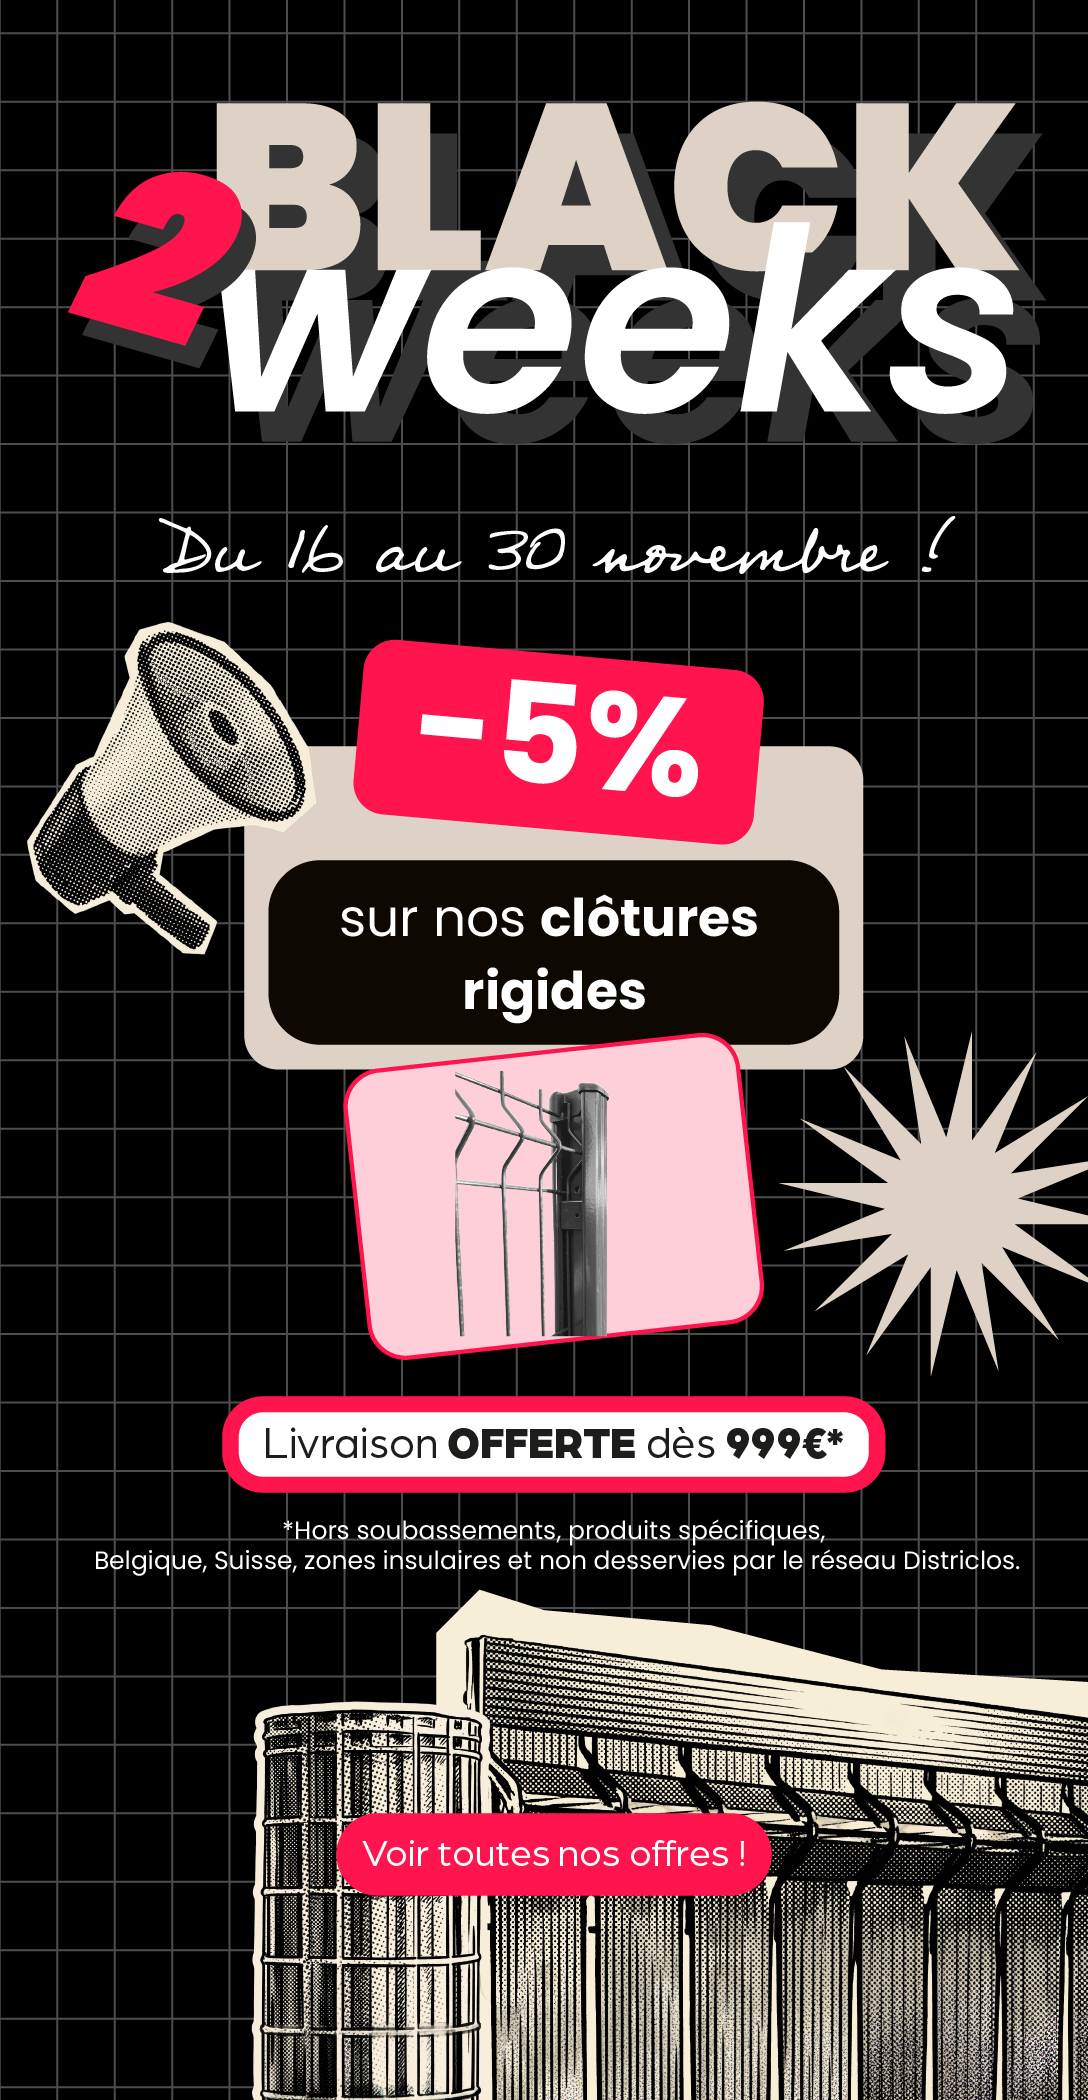 2 BLACK
weeks
Du 16 au 30 novembre !
-5%
sur nos clôtures
rigides
Livraison OFFERTE dès 999€*
*Hors soubassements, produits spécifiques,
Belgique, Suisse, zones insulaires et non desservies par le réseau Districlos.
Voir toutes nos offres !